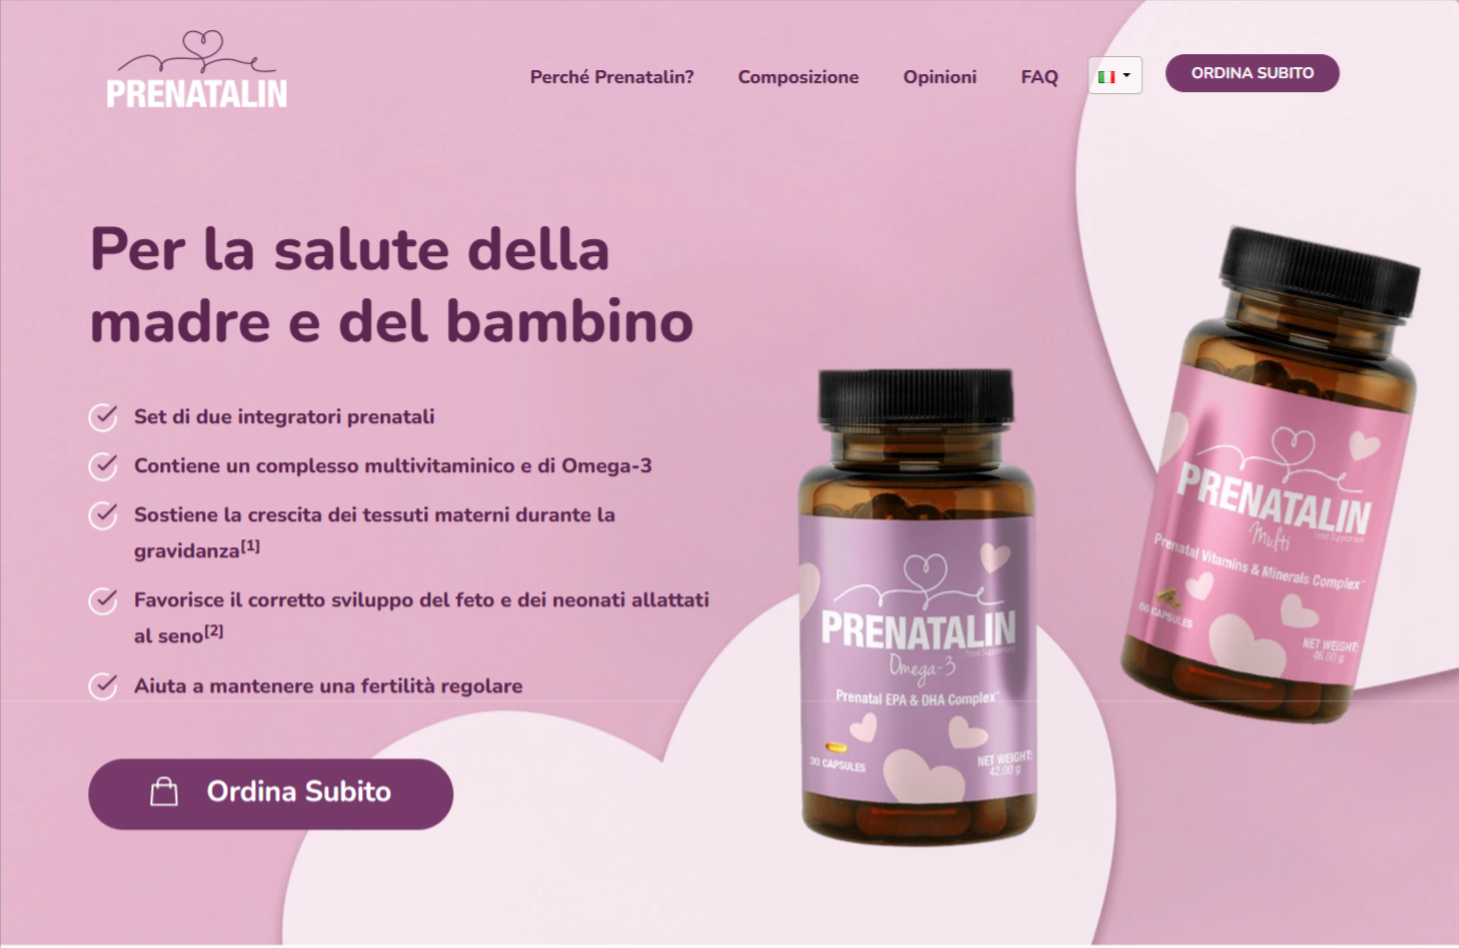 PRENATALIN
Perché Prenatalin?
Composizione
Opinioni
FAQ
ORDINA SUBITO
Per la salute della
madre e del bambino
Set di due integratori prenatali
Contiene un complesso multivitaminico e di Omega-3
Sostiene la crescita dei tessuti materni durante la
gravidanza[1]
Favorisce il corretto sviluppo del feto e dei neonati allattati
al seno[2]
Aiuta a mantenere una fertilità regolare
Ordina Subito
PRENATALIN
Food Supplement
Omega-3
Prenatal EPA & DHA Complex*
30 CAPSULES
NET WEIGHT:
42.00 g
PRENATALIN
Multi
Food Supplement
Prenatal Vitamins & Minerals Complex*
60 CAPSULES
NET WEIGHT:
46.80 g